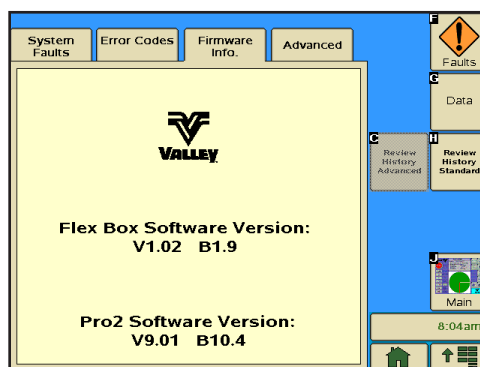 System
Faults
Error Codes
Firmware
Info.
Advanced
VALLEY
Flex Box Software Version:
V1.02 B1.9
Pro2 Software Version:
V9.01 B10.4
F
Faults
G
Data
C
Review
History
Advanced
H
Review
History
Standard
J
Main
8:04am